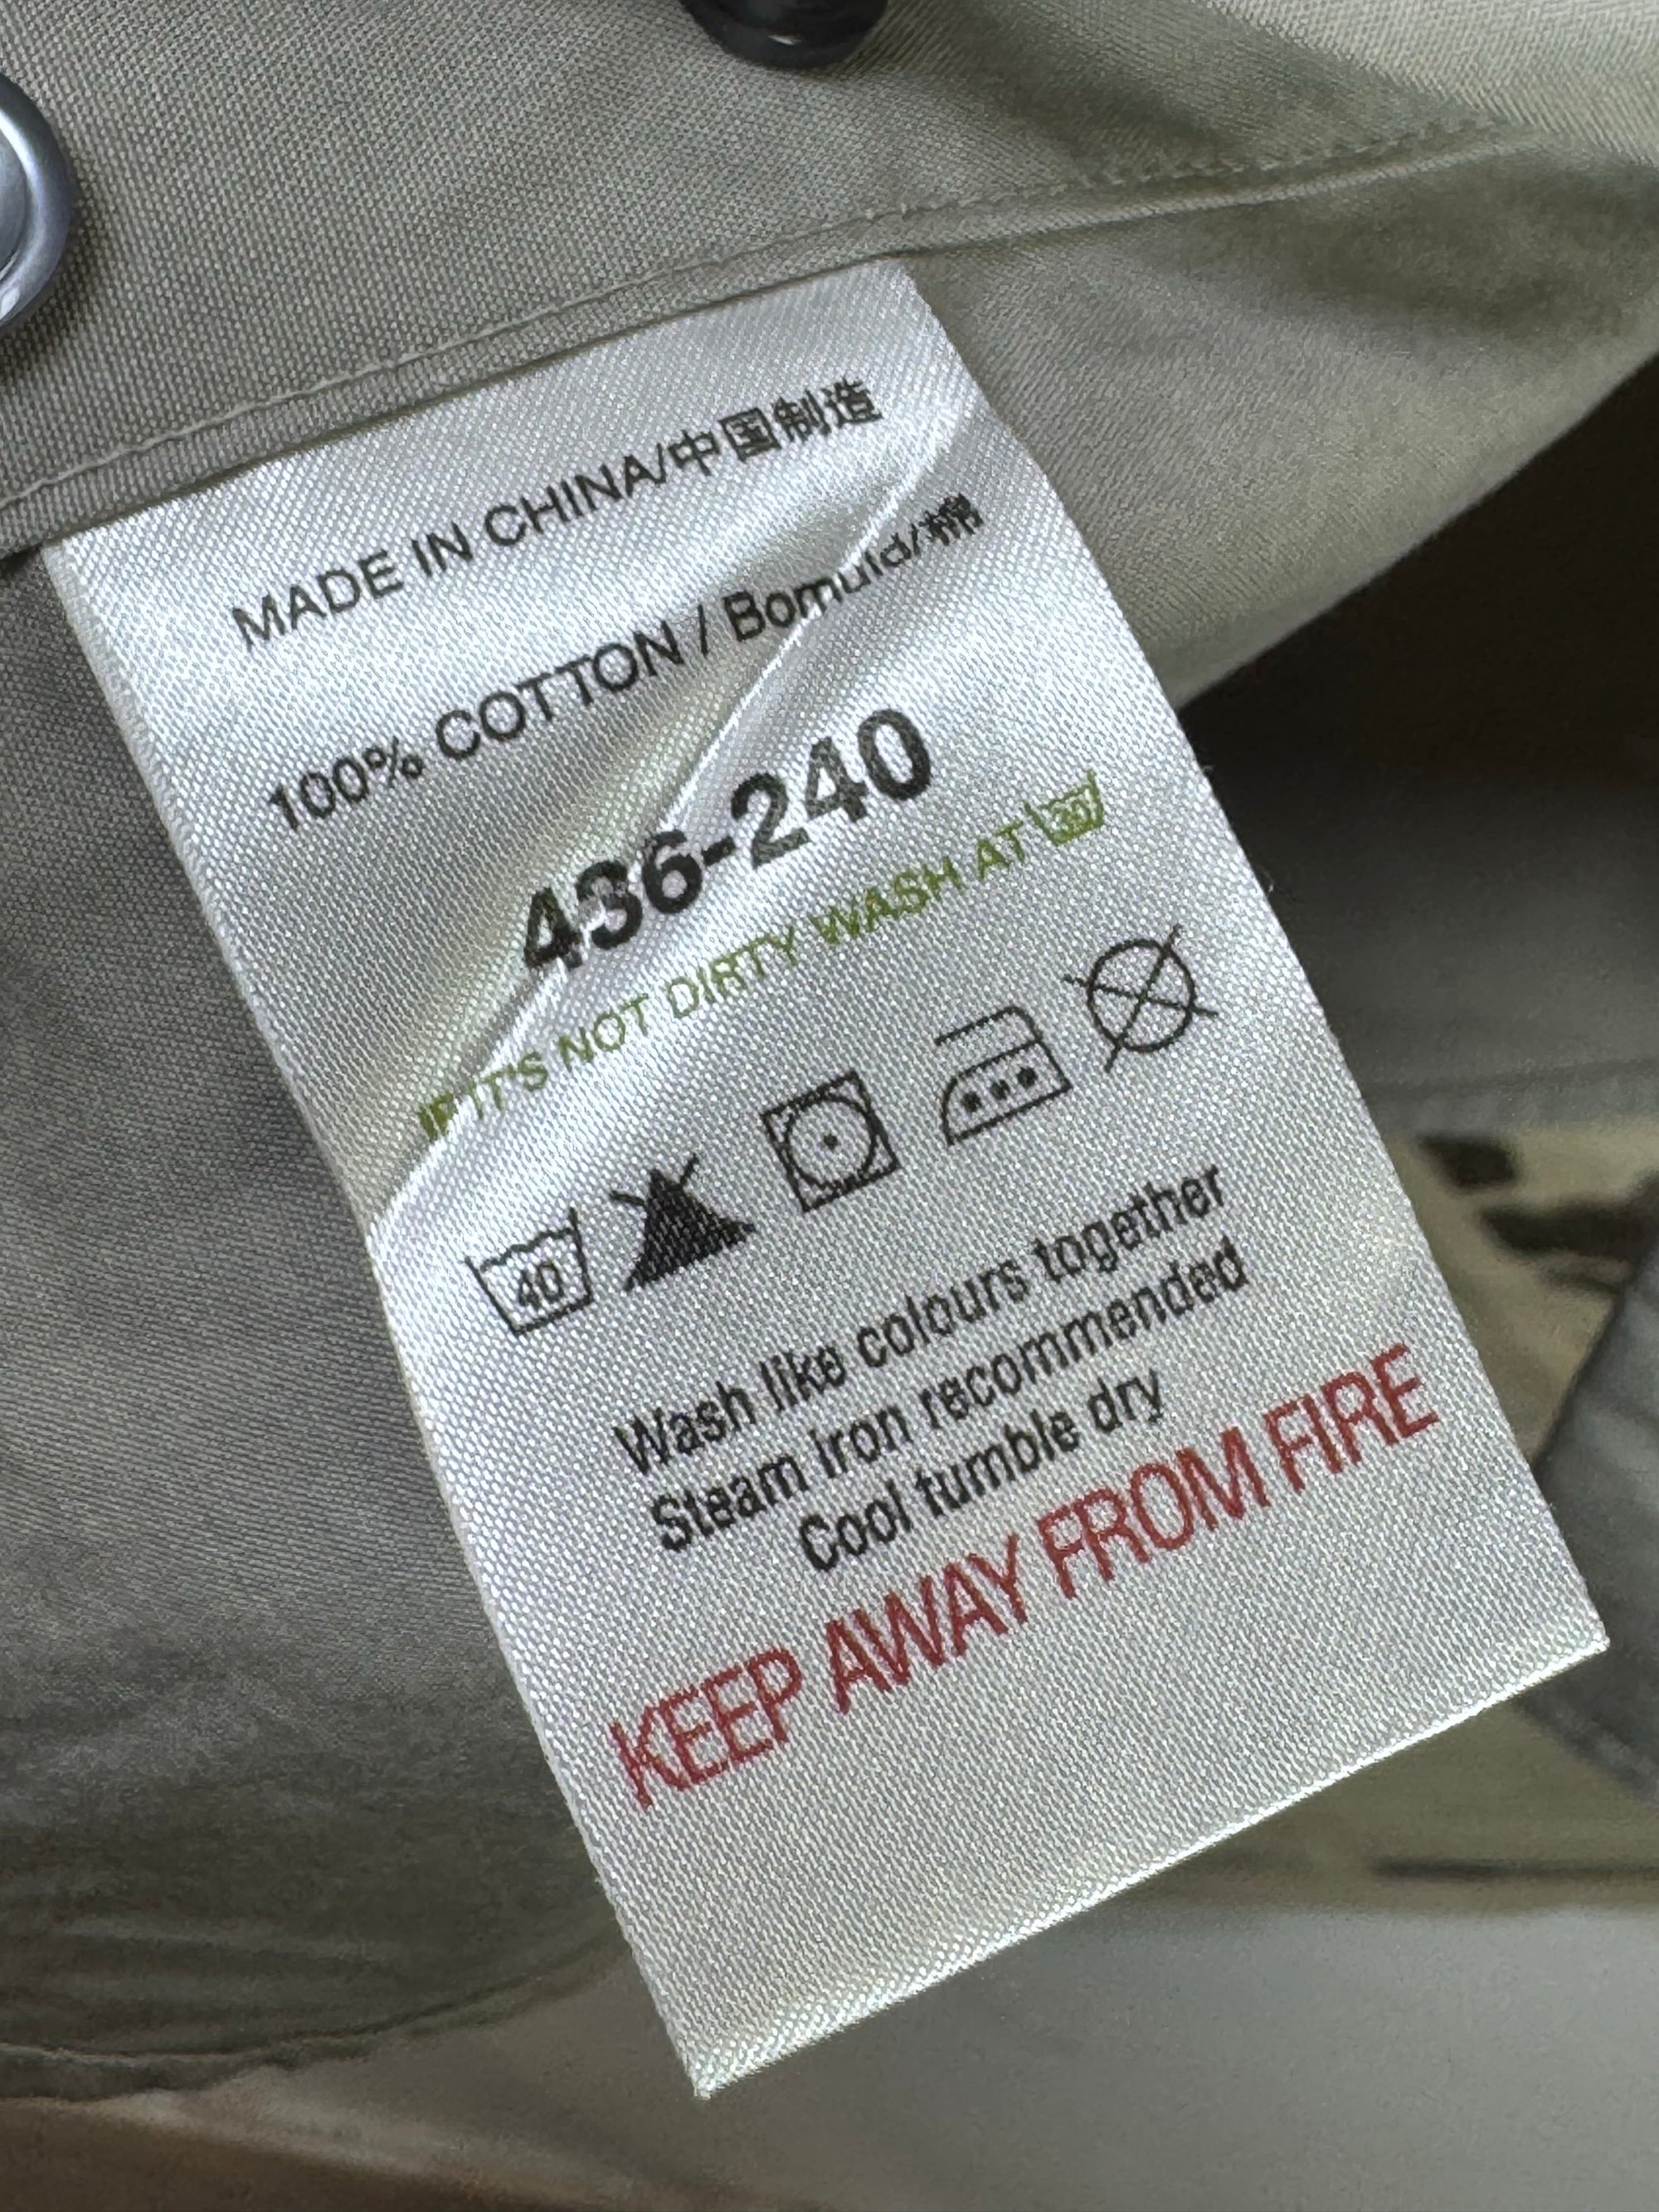 MADE IN CHINA/中国制造
100% COTTON / Bomuld/棉
436-240
IF IT'S NOT DIRTY WASH AT 30
40
Wash like colours together
Steam iron recommended
Cool tumble dry
KEEP AWAY FROM FIRE